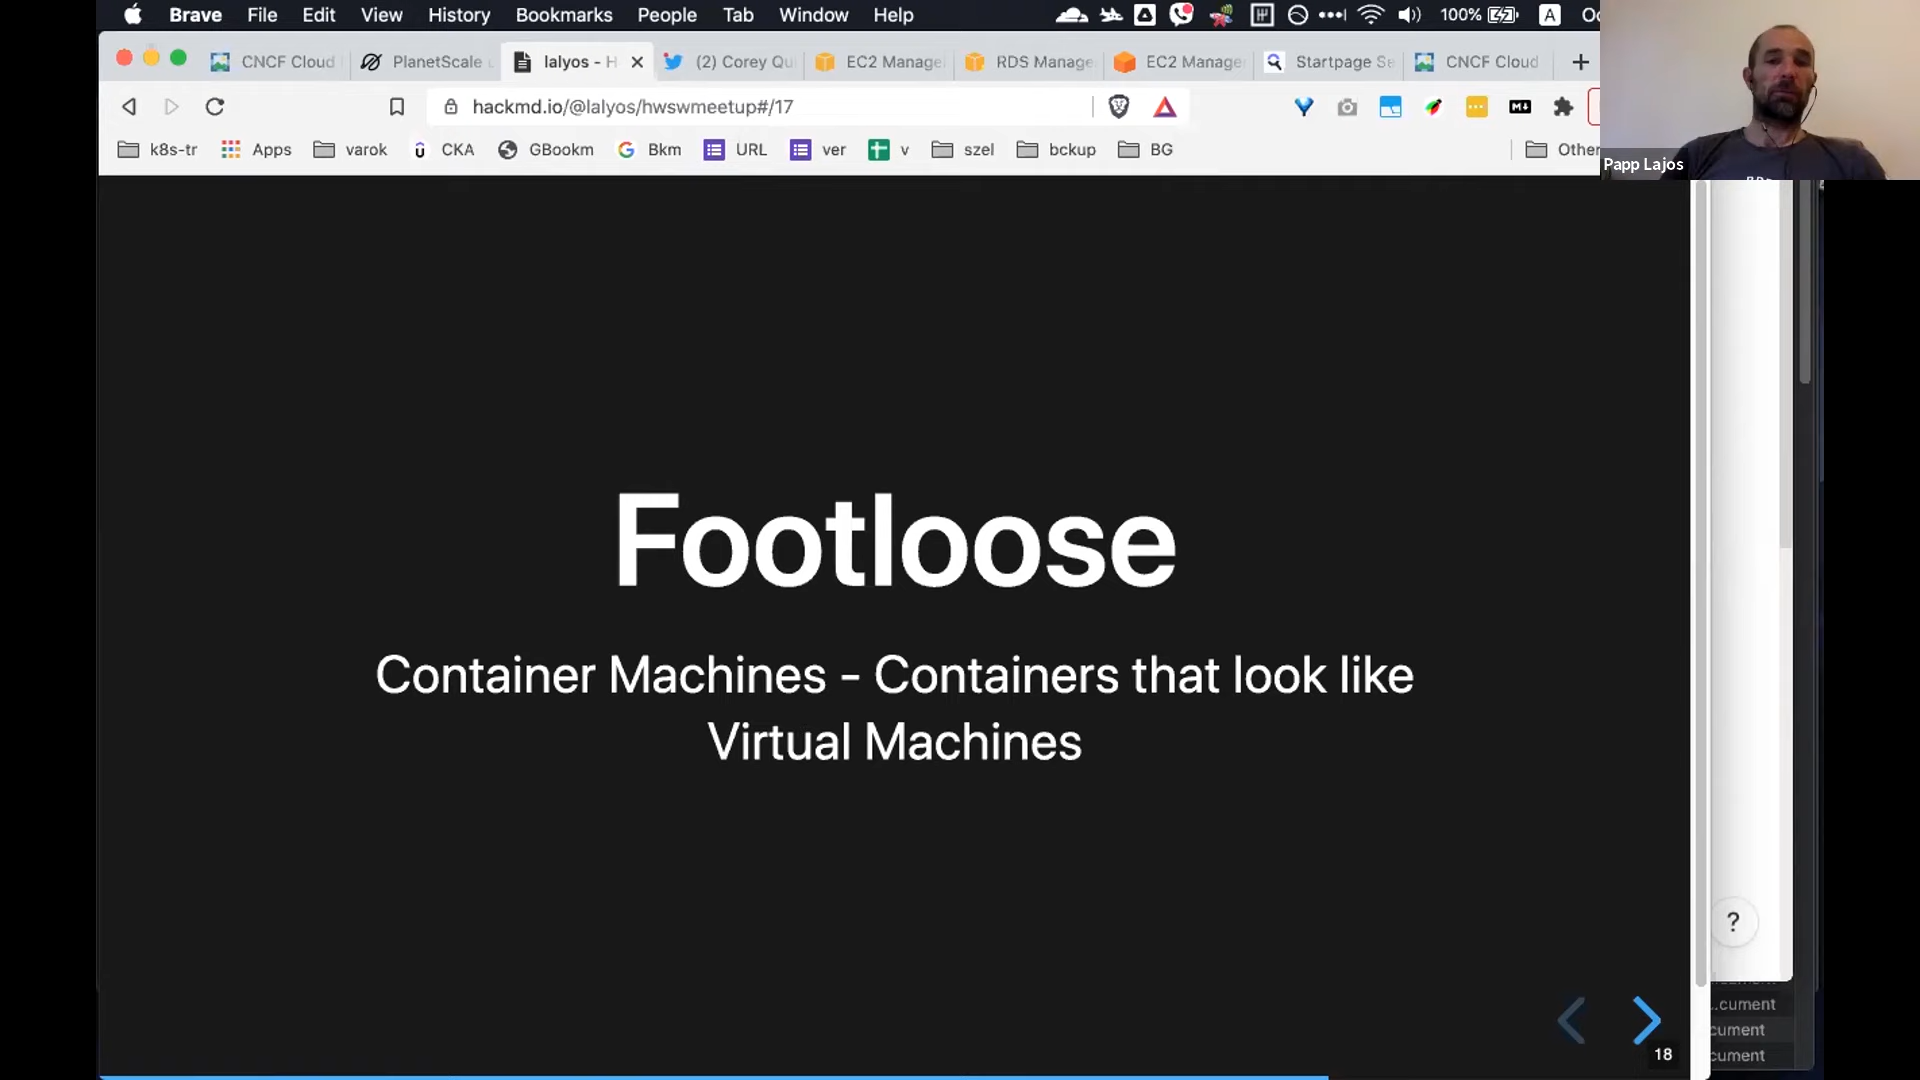 Brave File Edit View History Bookmarks People Tab Window Help 100% A
CNCF Cloud PlanetScale lalyos - H (2) Corey Qu EC2 Manage RDS Manage EC2 Manage Startpage Se CNCF Cloud
hackmd.io/@lalyos/hwswmeetup#/17
k8s-tr Apps varok CKA GBookm Bkm URL ver v szel bckup BG Other
Papp Lajos
Footloose
Container Machines - Containers that look like
Virtual Machines
?
...cument
cument
cument
18